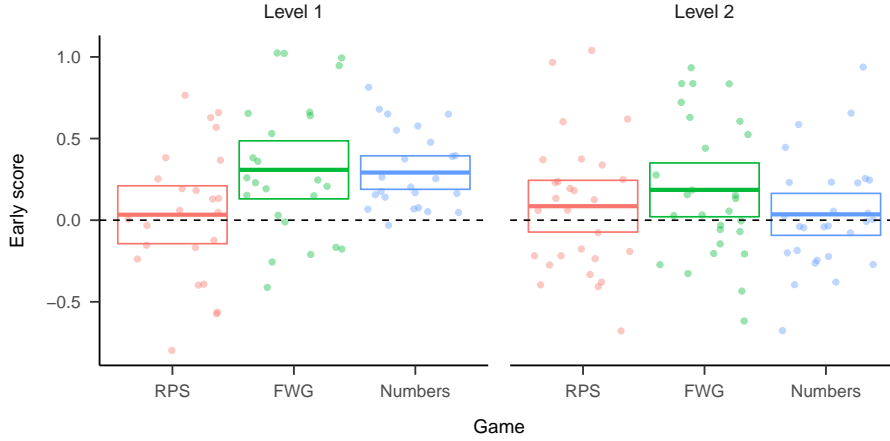 Level 1
Level 2
Early score
1.0
0.5
0.0
−0.5
RPS
FWG
Numbers
RPS
FWG
Numbers
Game